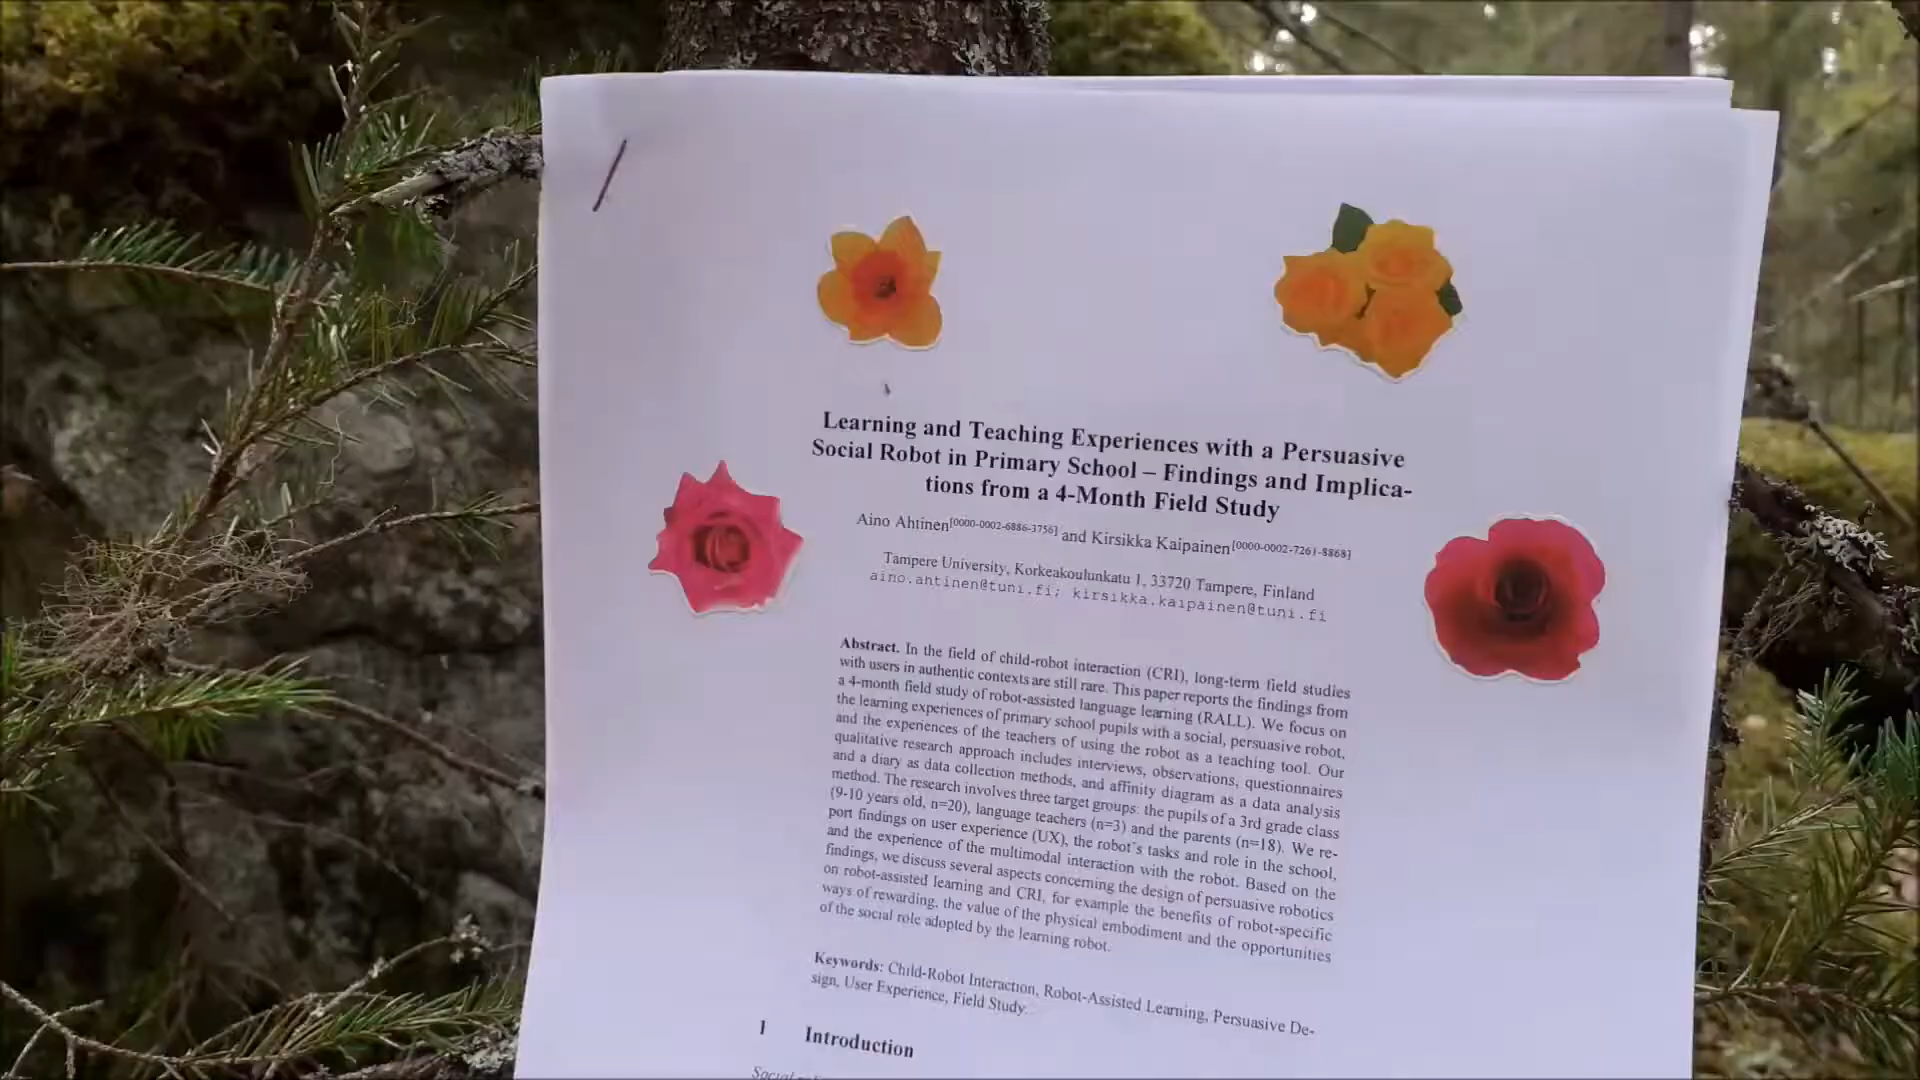 Learning and Teaching Experiences with a Persuasive
Social Robot in Primary School – Findings and Implica-
tions from a 4-Month Field Study
Aino Ahtinen[0000-0002-6886-3756] and Kirsikka Kaipainen[0000-0002-7261-8868]
Tampere University, Korkeakoulunkatu 1, 33720 Tampere, Finland
aino.ahtinen@tuni.fi; kirsikka.kaipainen@tuni.fi
Abstract. In the field of child-robot interaction (CRI), long-term field studies
with users in authentic contexts are still rare. This paper reports the findings from
a 4-month field study of robot-assisted language learning (RALL). We focus on
the learning experiences of primary school pupils with a social, persuasive robot,
and the experiences of the teachers of using the robot as a teaching tool. Our
qualitative research approach includes interviews, observations, questionnaires
and a diary as data collection methods, and affinity diagram as a data analysis
method. The research involves three target groups: the pupils of a 3rd grade class
(9-10 years old, n=20), language teachers (n=3) and the parents (n=18). We re-
port findings on user experience (UX), the robot's tasks and role in the school,
and the experience of the multimodal interaction with the robot. Based on the
findings, we discuss several aspects concerning the design of persuasive robotics
on robot-assisted learning and CRI, for example the benefits of robot-specific
ways of rewarding, the value of the physical embodiment and the opportunities
of the social role adopted by the learning robot.
Keywords: Child-Robot Interaction, Robot-Assisted Learning, Persuasive De-
sign, User Experience, Field Study.
1 Introduction
Social